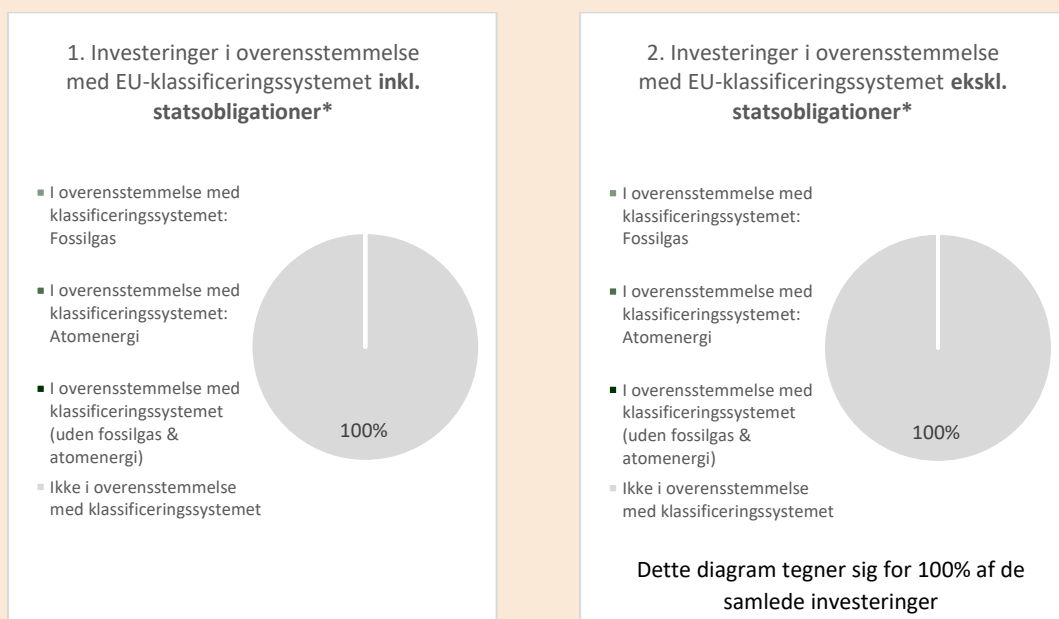 1. Investeringer i overensstemmelse
med EU-klassificeringssystemet inkl.
statsobligationer*
I overensstemmelse med
klassificeringssystemet:
Fossilgas
I overensstemmelse med
klassificeringssystemet:
Atomenergi
I overensstemmelse med
klassificeringssystemet
(uden fossilgas &
atomenergi)
Ikke i overensstemmelse
med klassificeringssystemet
100%
2. Investeringer i overensstemmelse
med EU-klassificeringssystemet ekskl.
statsobligationer*
I overensstemmelse med
klassificeringssystemet:
Fossilgas
I overensstemmelse med
klassificeringssystemet:
Atomenergi
I overensstemmelse med
klassificeringssystemet
(uden fossilgas &
atomenergi)
Ikke i overensstemmelse
med klassificeringssystemet
100%
Dette diagram tegner sig for 100% af de
samlede investeringer